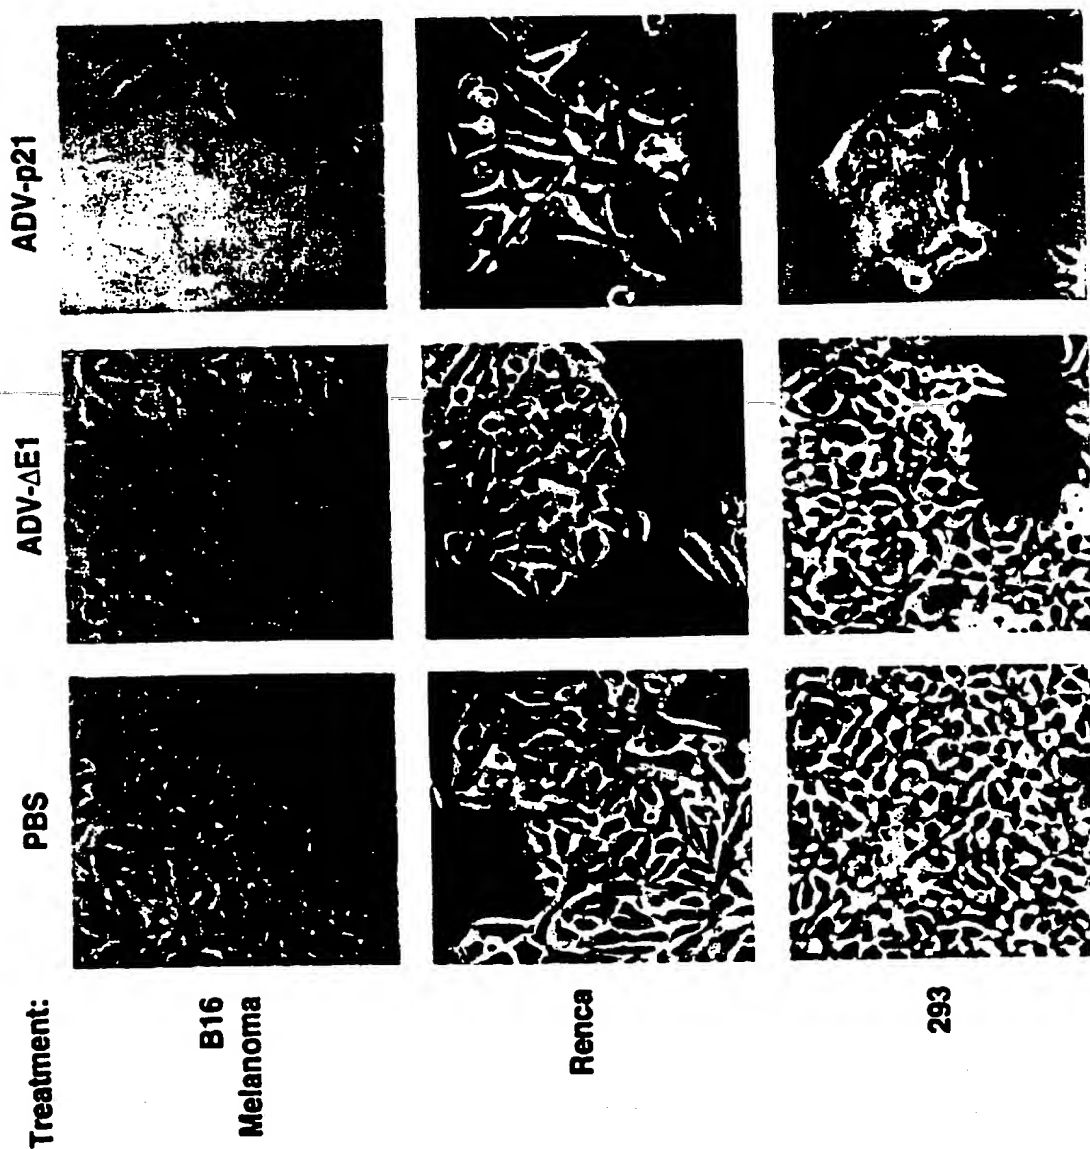 Treatment:
PBS
ADV-ΔE1
ADV-p21
B16
Melanoma
Renca
293